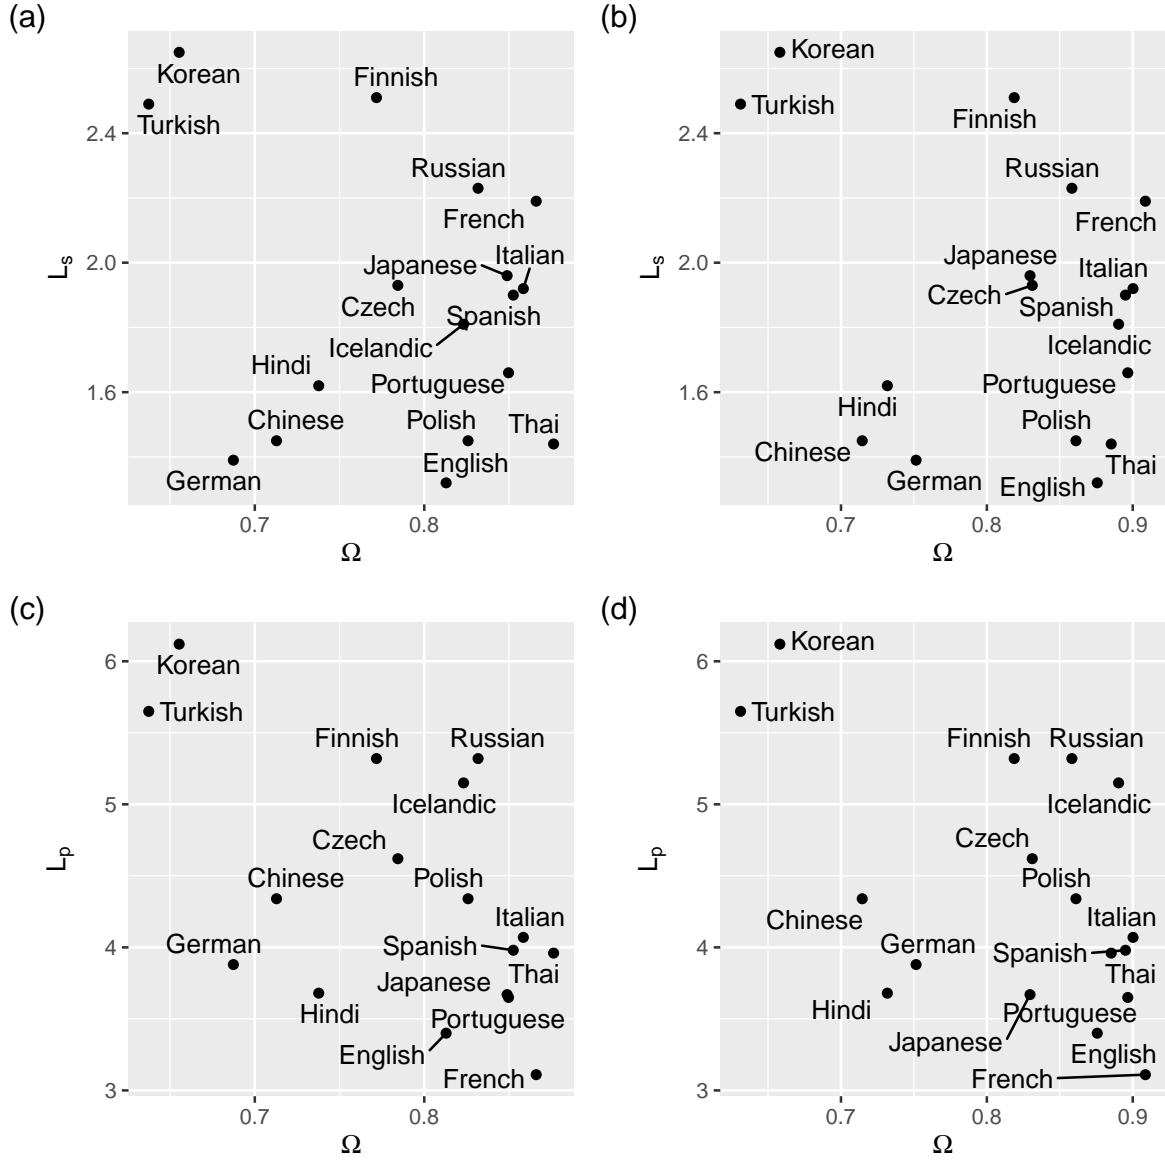 (a)
Korean
Finnish
Turkish
2.4
Russian
French
Italian
Japanese
2.0
Czech
Spanish
Icelandic
Hindi
Portuguese
1.6
Chinese
Polish
Thai
English
German
0.7
0.8
Ls
Ω
(b)
Korean
Turkish
Finnish
2.4
Russian
French
Japanese
Italian
2.0
Czech
Spanish
Icelandic
Portuguese
1.6
Hindi
Polish
Chinese
Thai
German
English
0.7
0.8
0.9
Ls
Ω
(c)
6
Korean
Turkish
Finnish
Russian
5
Icelandic
Czech
Chinese
Polish
Italian
German
Spanish
4
Thai
Japanese
Hindi
Portuguese
English
French
3
0.7
0.8
Lp
Ω
(d)
Korean
6
Turkish
Finnish
Russian
5
Icelandic
Czech
Polish
Chinese
Italian
German
Spanish
4
Thai
Hindi
Portuguese
Japanese
English
French
3
0.7
0.8
0.9
Lp
Ω